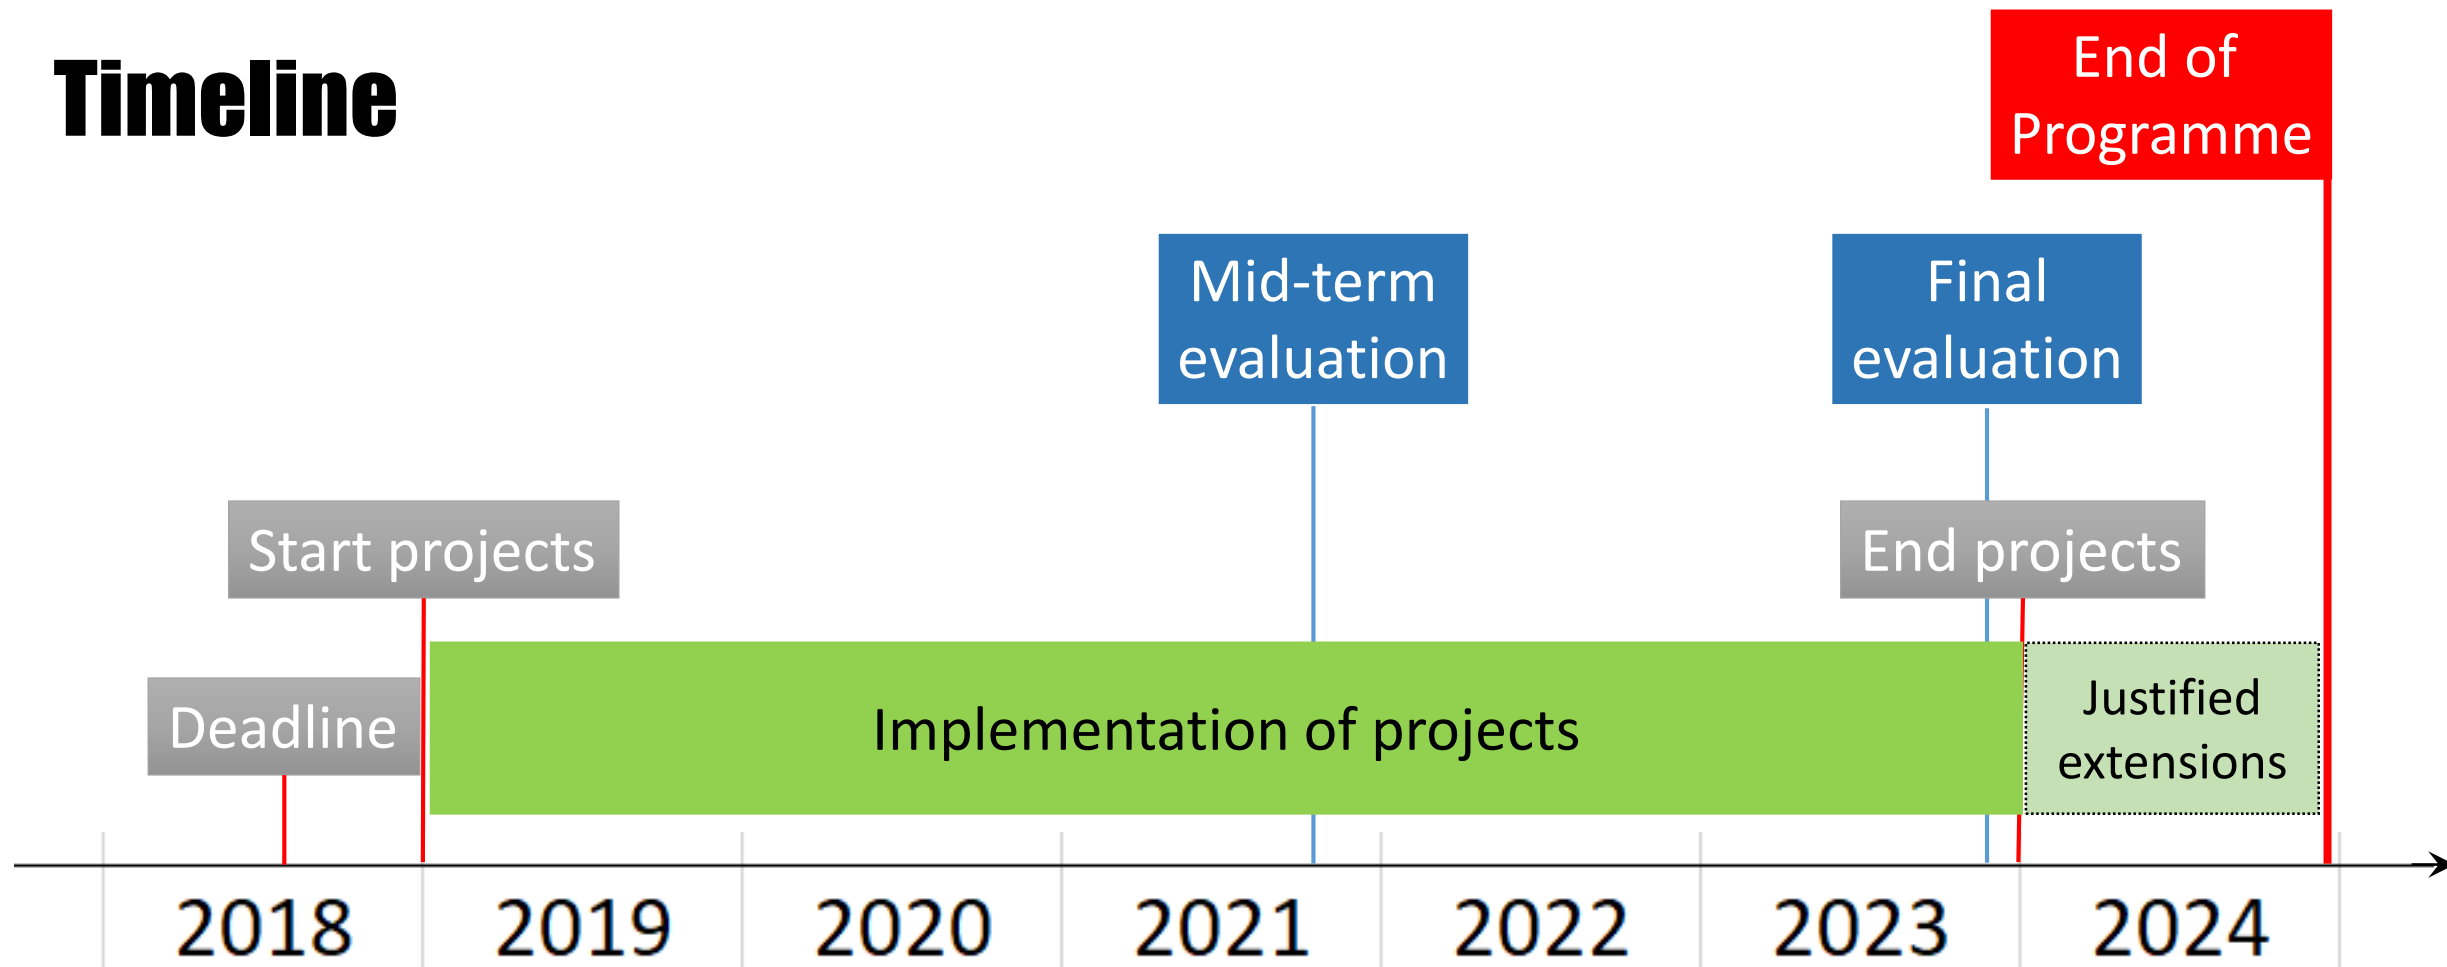 Timeline
End of
Programme
Mid-term
evaluation
Final
evaluation
Start projects
End projects
Deadline
Implementation of projects
Justified
extensions
2018
2019
2020
2021
2022
2023
2024